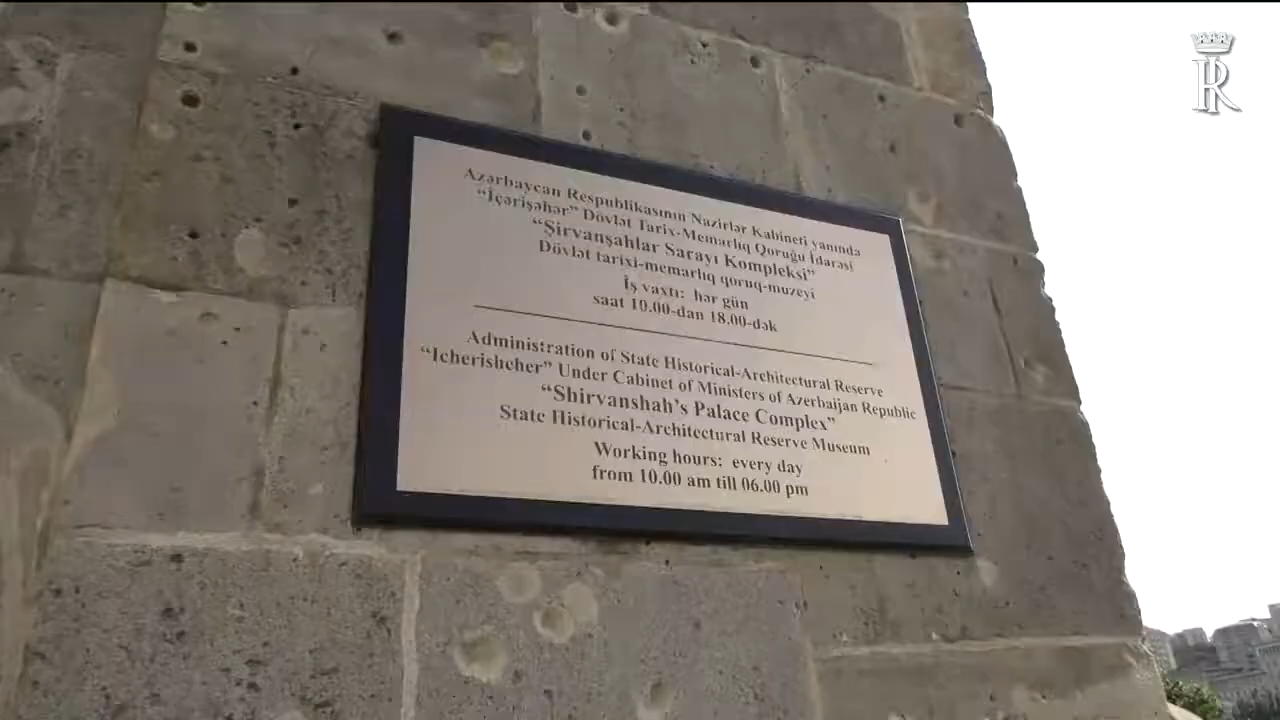 Azərbaycan Respublikasının Nazirlər Kabineti yanında
“İçərişəhər” Dövlət Tarix-Memarlıq Qoruğu İdarəsi
“Şirvanşahlar Sarayı Kompleksi”
Dövlət tarixi-memarlıq qoruq-muzeyi
İş vaxtı: hər gün
saat 10.00-dan 18.00-dək
Administration of State Historical-Architectural Reserve
“Icherisheher” Under Cabinet of Ministers of Azerbaijan Republic
“Shirvanshah’s Palace Complex”
State Historical-Architectural Reserve Museum
Working hours: every day
from 10.00 am till 06.00 pm